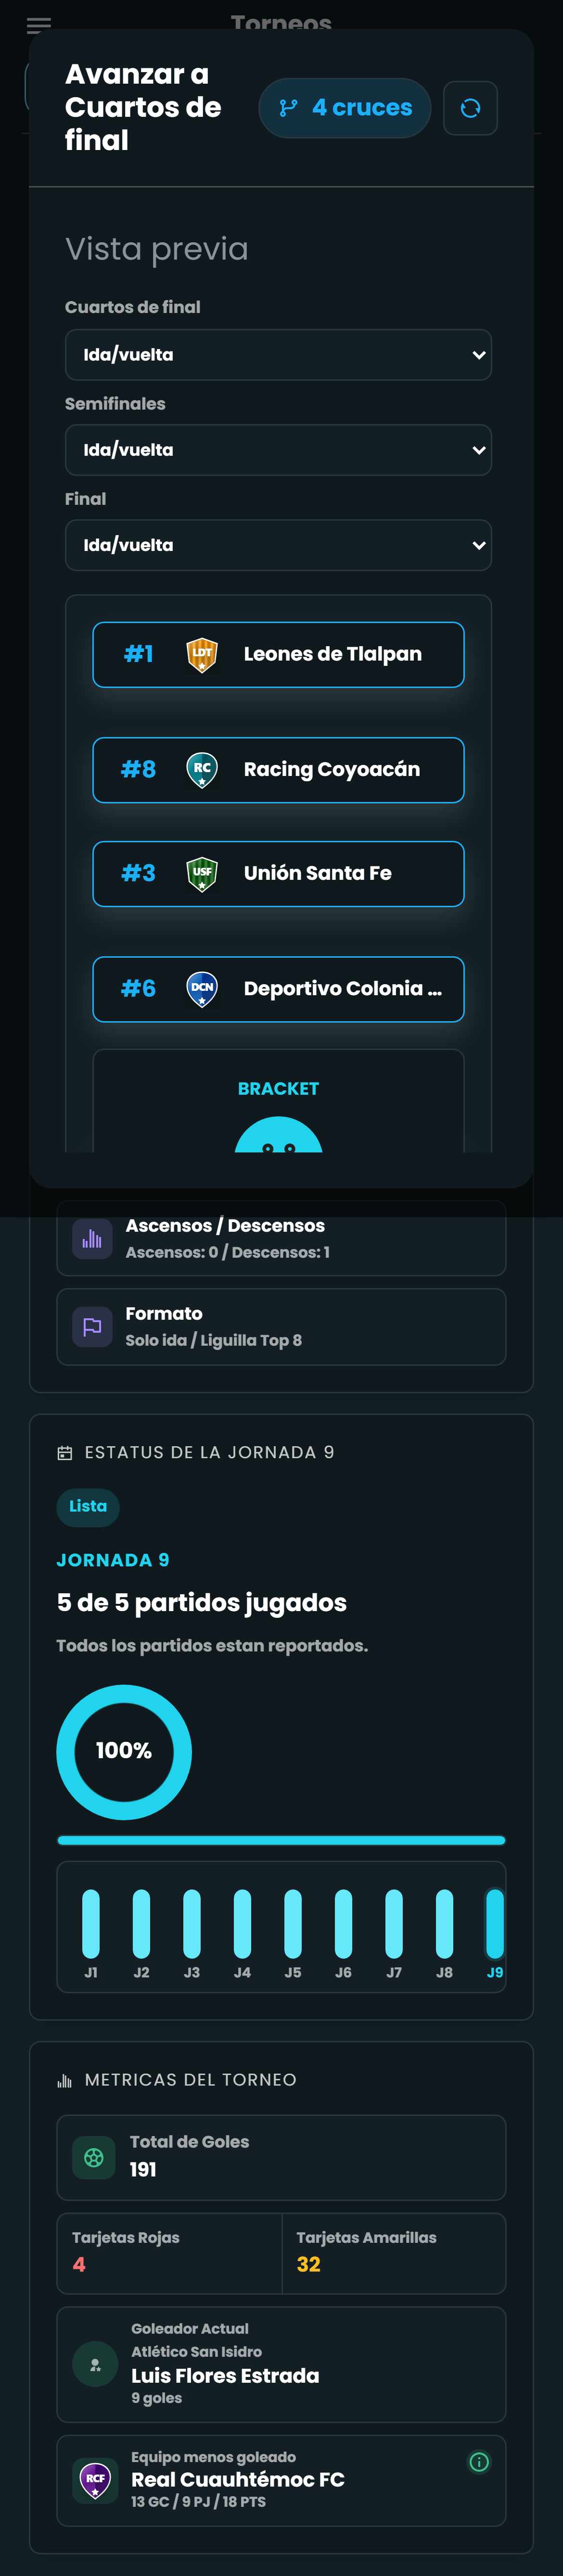 Torneos
Avanzar a
Cuartos de
final
4 cruces
Vista previa
Cuartos de final
Ida/vuelta
Semifinales
Ida/vuelta
Final
Ida/vuelta
#1 LDT Leones de Tlalpan
#8 RC Racing Coyoacán
#3 USF Unión Santa Fe
#6 DCN Deportivo Colonia ...
BRACKET
Ascensos / Descensos
Ascensos: 0 / Descensos: 1
Formato
Solo ida / Liguilla Top 8
ESTATUS DE LA JORNADA 9
Lista
JORNADA 9
5 de 5 partidos jugados
Todos los partidos estan reportados.
100%
J1 J2 J3 J4 J5 J6 J7 J8 J9
METRICAS DEL TORNEO
Total de Goles
191
Tarjetas Rojas Tarjetas Amarillas
4 32
Goleador Actual
Atlético San Isidro
Luis Flores Estrada
9 goles
Equipo menos goleado
RCF Real Cuauhtémoc FC
13 GC / 9 PJ / 18 PTS